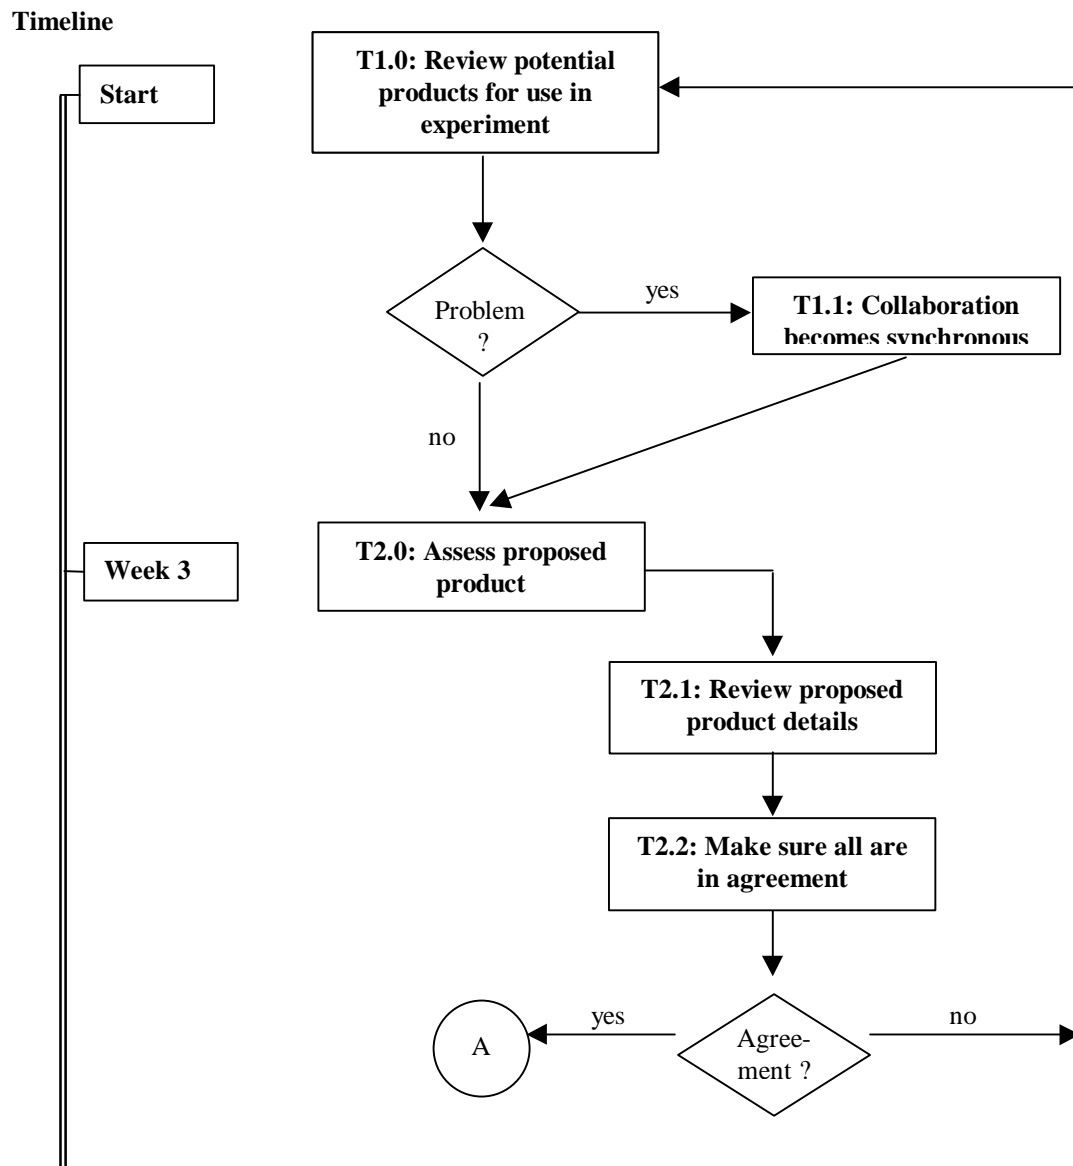 Timeline
Start
T1.0: Review potential
products for use in
experiment
Problem
?
yes
T1.1: Collaboration
becomes synchronous
no
Week 3
T2.0: Assess proposed
product
T2.1: Review proposed
product details
T2.2: Make sure all are
in agreement
A
yes
Agree-
ment ?
no